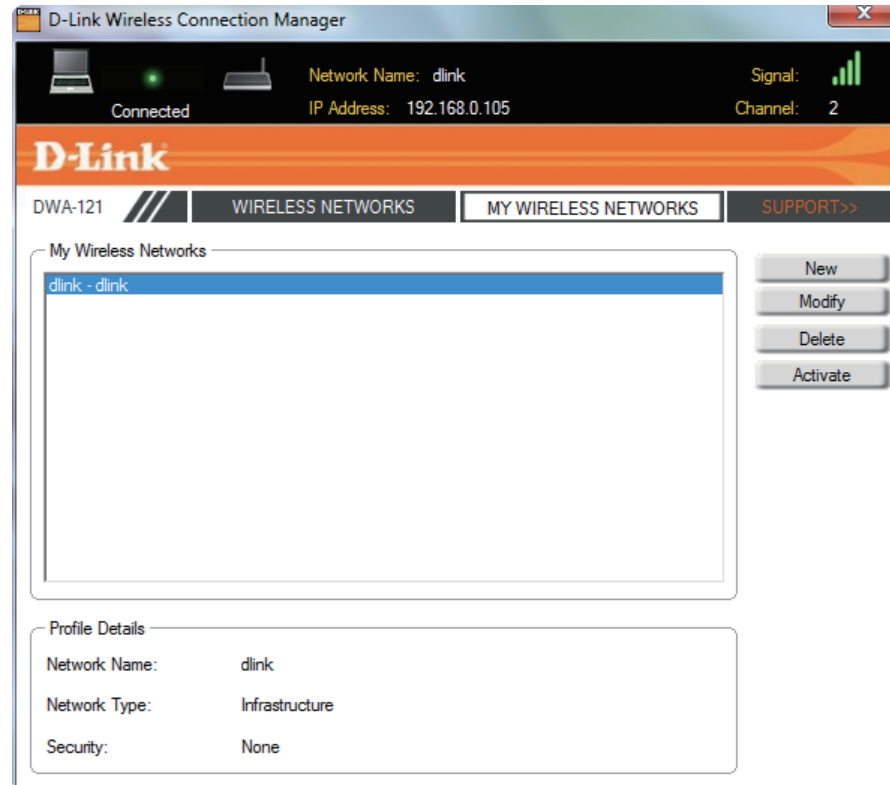 D-Link Wireless Connection Manager
Network Name: dlink Signal:
Connected IP Address: 192.168.0.105 Channel: 2
D-Link
DWA-121 WIRELESS NETWORKS MY WIRELESS NETWORKS SUPPORT>>
My Wireless Networks
dlink - dlink
New
Modify
Delete
Activate
Profile Details
Network Name: dlink
Network Type: Infrastructure
Security: None